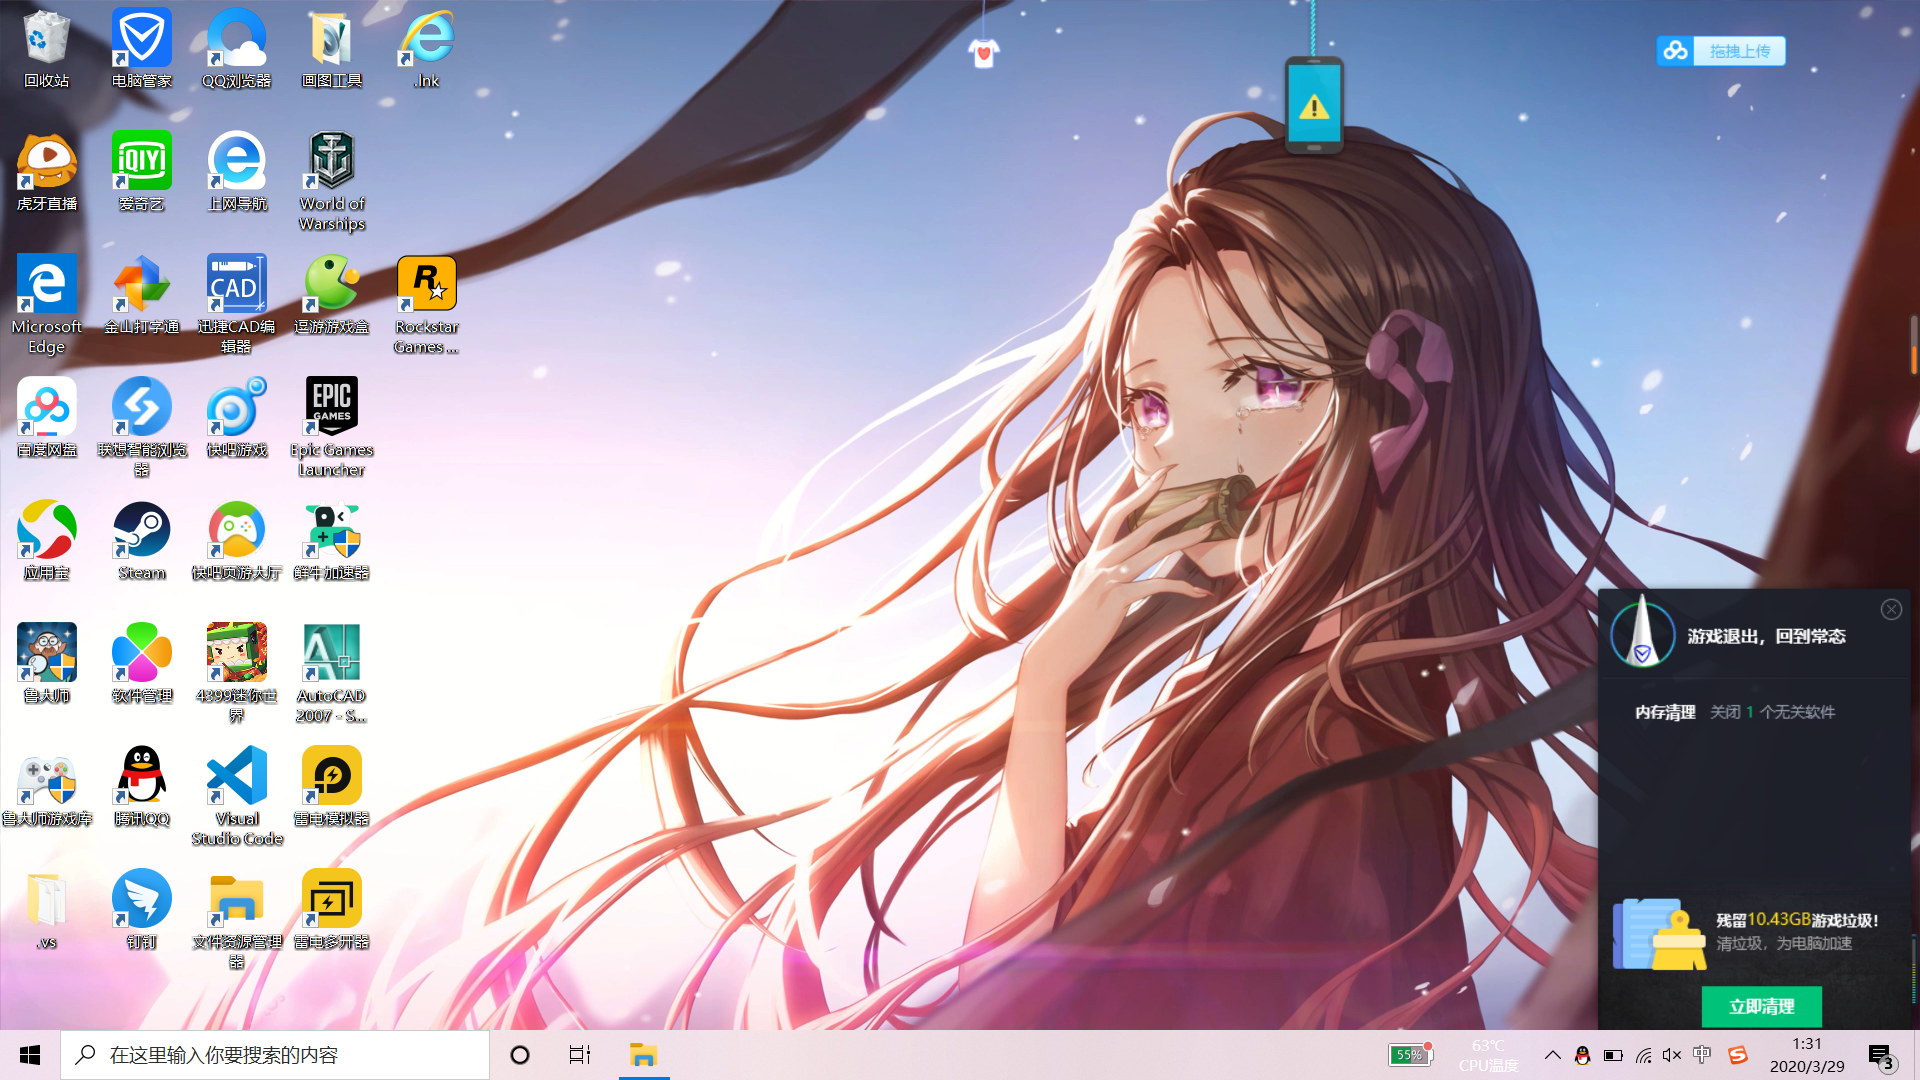 回收站
电脑管家
QQ浏览器
画图工具
.lnk
拖拽上传
虎牙直播
iQIYI
爱奇艺
上网导航
World of
Warships
Microsoft
Edge
金山打字通
CAD
迅捷CAD编
辑器
逗游游戏盒
R
Rockstar
Games ...
百度网盘
联想智能浏览
器
快吧游戏
EPIC
GAMES
Epic Games
Launcher
应用宝
Steam
快吧页游大厅
鲜牛加速器
鲁大师
软件管理
4399迷你世
界
AutoCAD
2007 - S...
鲁大师游戏库
腾讯QQ
Visual
Studio Code
雷电模拟器
.vs
钉钉
文件资源管理
器
雷电多开器
游戏退出，回到常态
内存清理 关闭 1 个无关软件
残留10.43GB游戏垃圾!
清垃圾，为电脑加速
立即清理
在这里输入你要搜索的内容
55%
63℃
CPU温度
中
1:31
2020/3/29
3